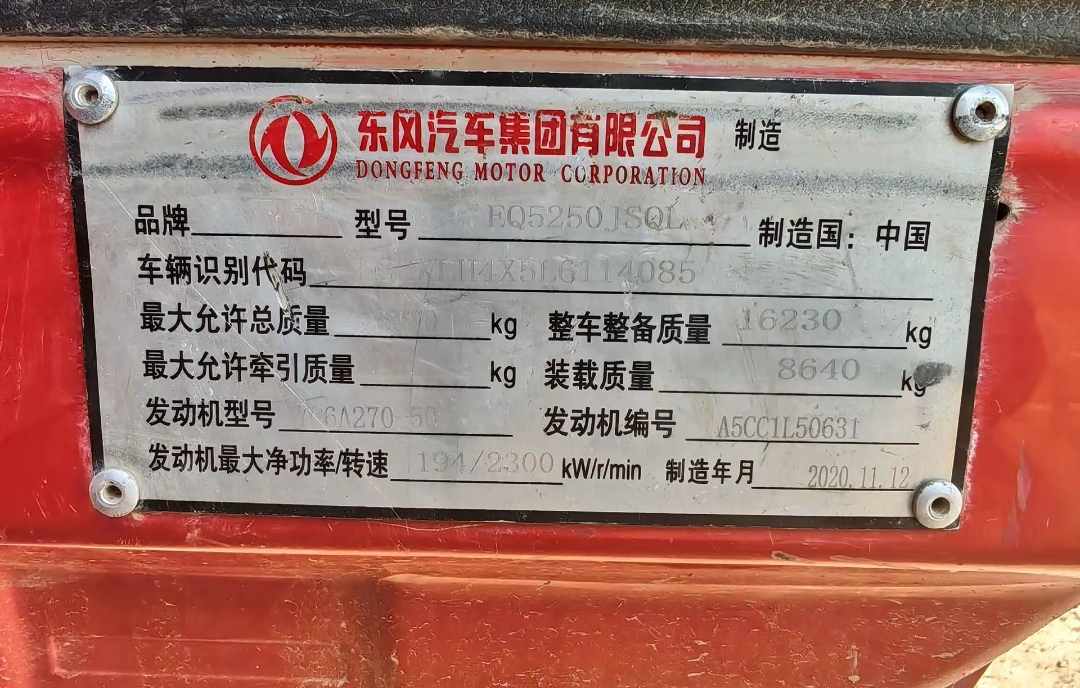 东风汽车集团有限公司 制造
DONGFENG MOTOR CORPORATION
品牌 型号 EQ5250JSQL 制造国：中国
车辆识别代码 4X5L6114085
最大允许总质量 kg 整车整备质量 16230 kg
最大允许牵引质量 kg 装载质量 8640 kg
发动机型号 6A270-50 发动机编号 A5CC1L50631
发动机最大净功率/转速 194/2300 kW/r/min 制造年月 2020.11.12